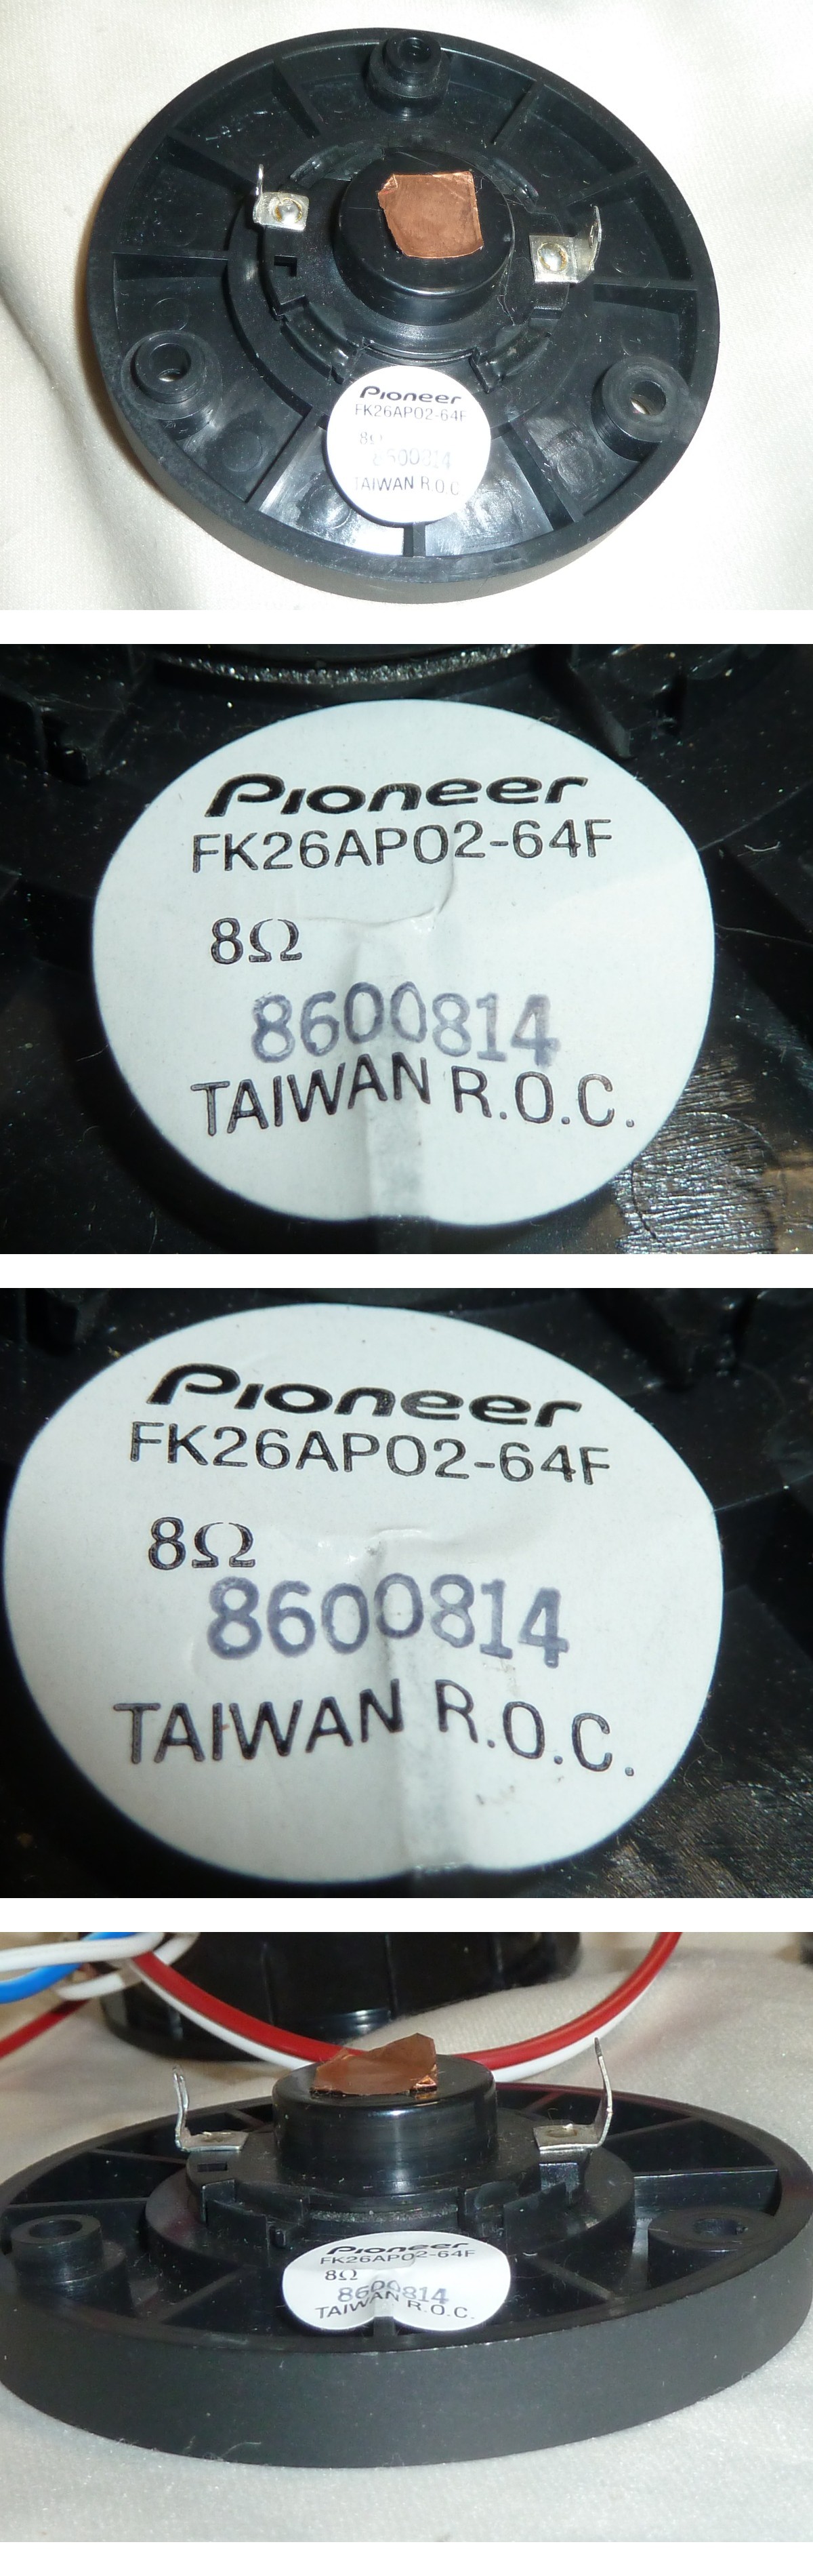 Pioneer
FK26AP02-64F
8Ω
8600814
TAIWAN R.O.C.
Pioneer
FK26AP02-64F
8Ω
8600814
TAIWAN R.O.C.
Pioneer
FK26AP02-64F
8Ω
8600814
TAIWAN R.O.C.
Pioneer
FK26AP02-64F
8Ω
8600814
TAIWAN R.O.C.